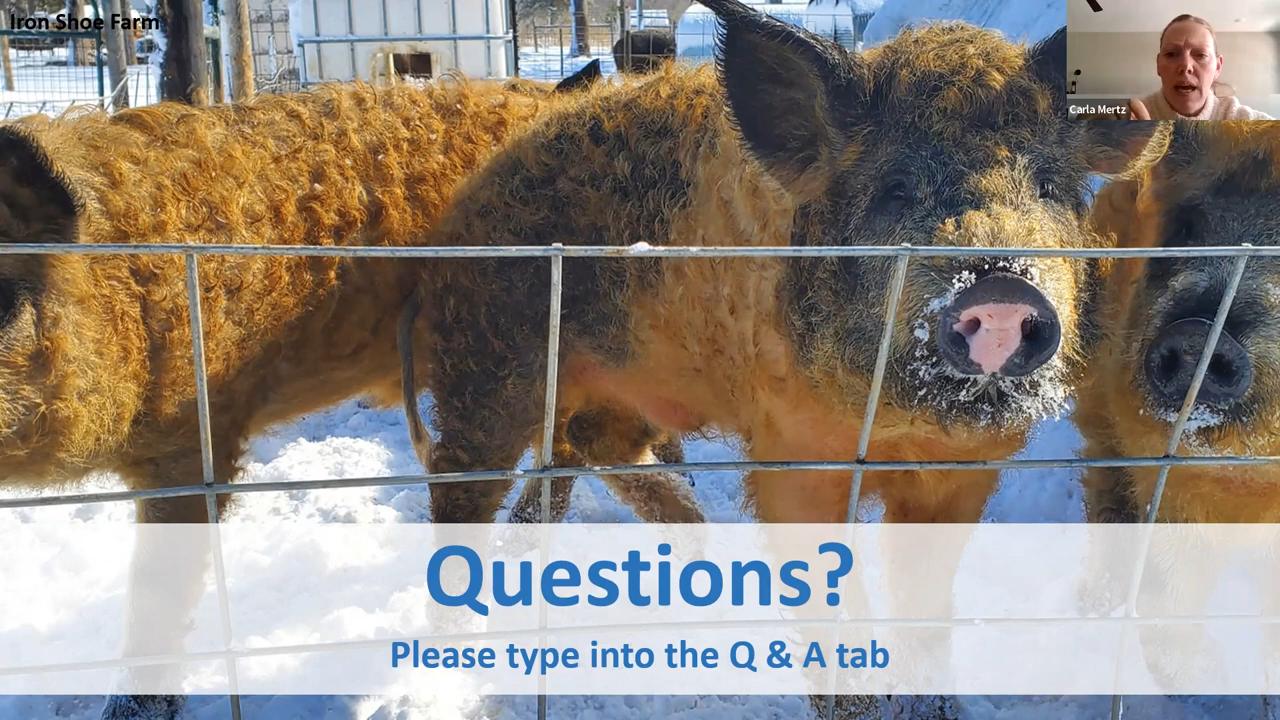 Iron Shoe Farm
Carla Mertz
Questions?
Please type into the Q & A tab